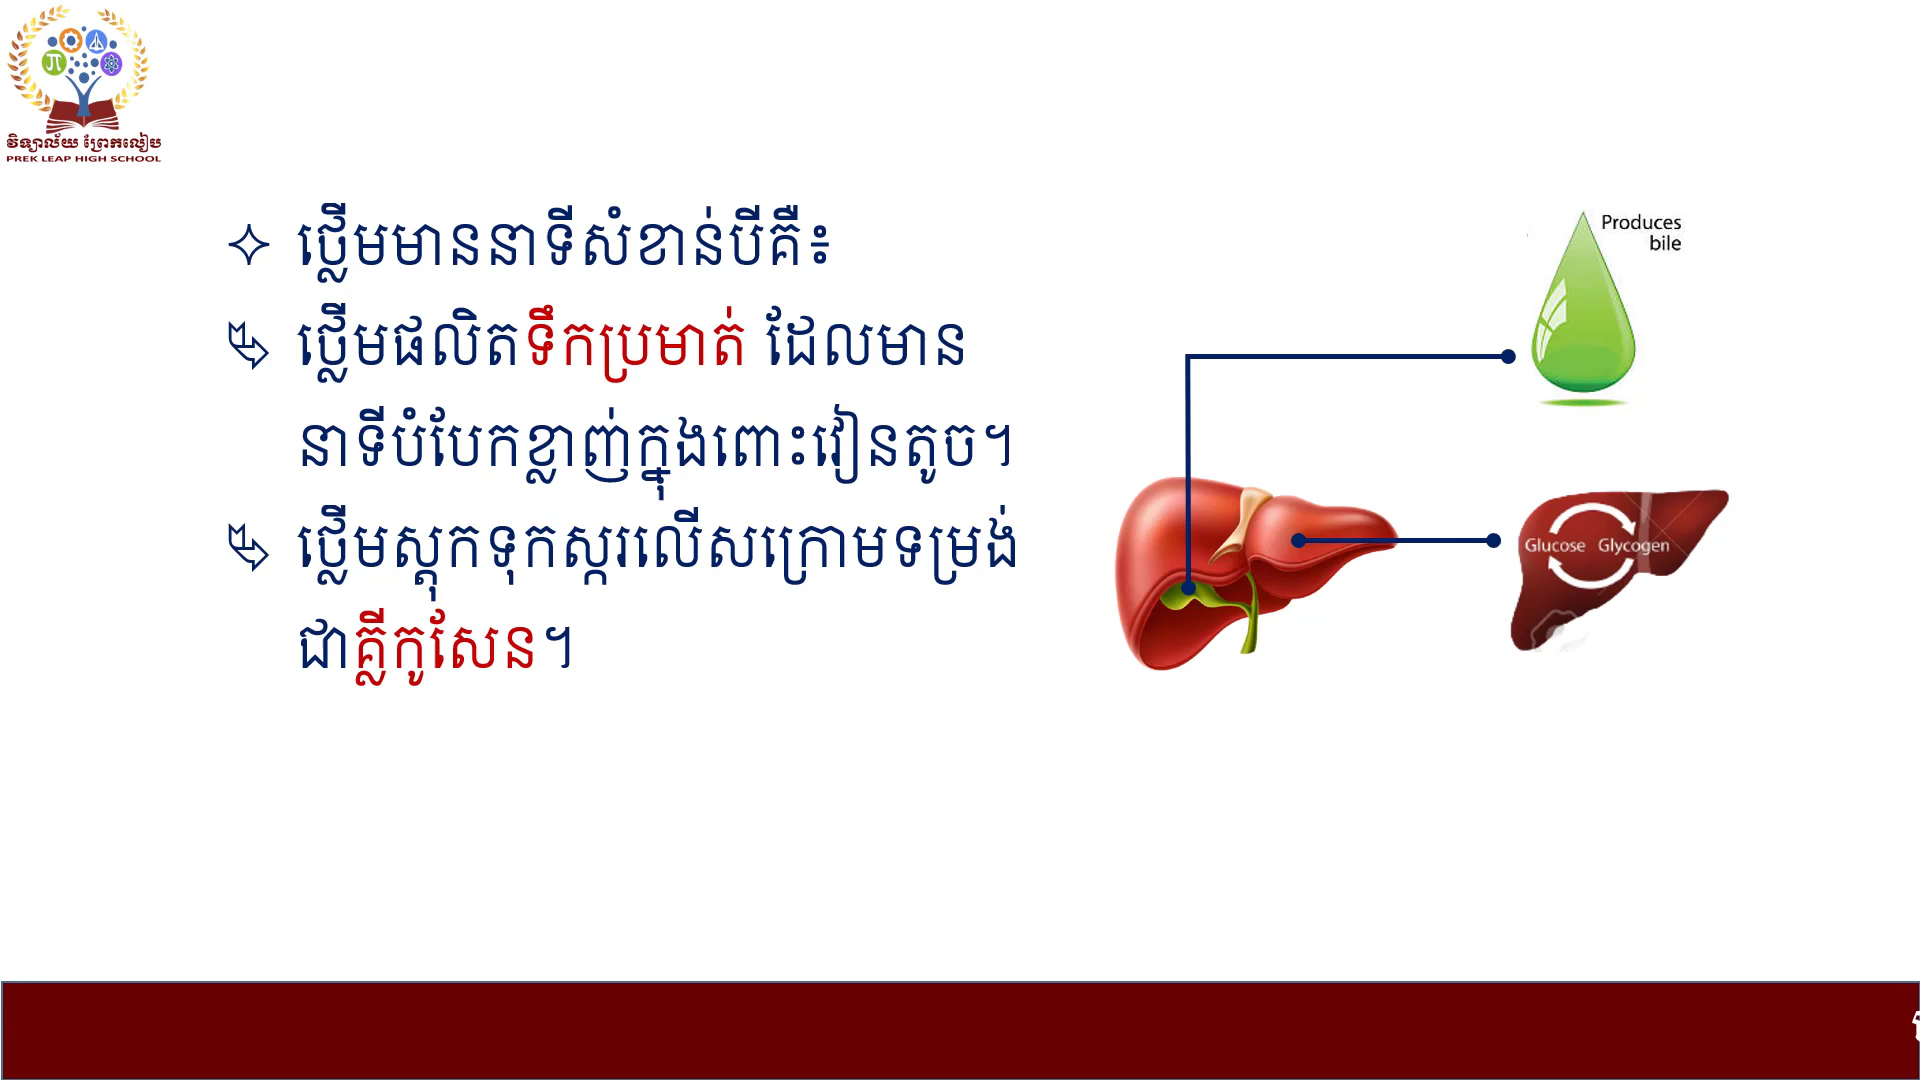 វិទ្យាល័យ ព្រែកលៀប
PREK LEAP HIGH SCHOOL
ថ្លើមមាននាទីសំខាន់បីគឺ៖
ថ្លើមផលិតទឹកប្រមាត់ ដែលមាន
នាទីបំបែកខ្លាញ់ក្នុងពោះវៀនតូច។
ថ្លើមស្តុកទុកស្ករលើសក្រោមទម្រង់
ជាគ្លីកូសែន។
Produces
bile
Glucose Glycogen